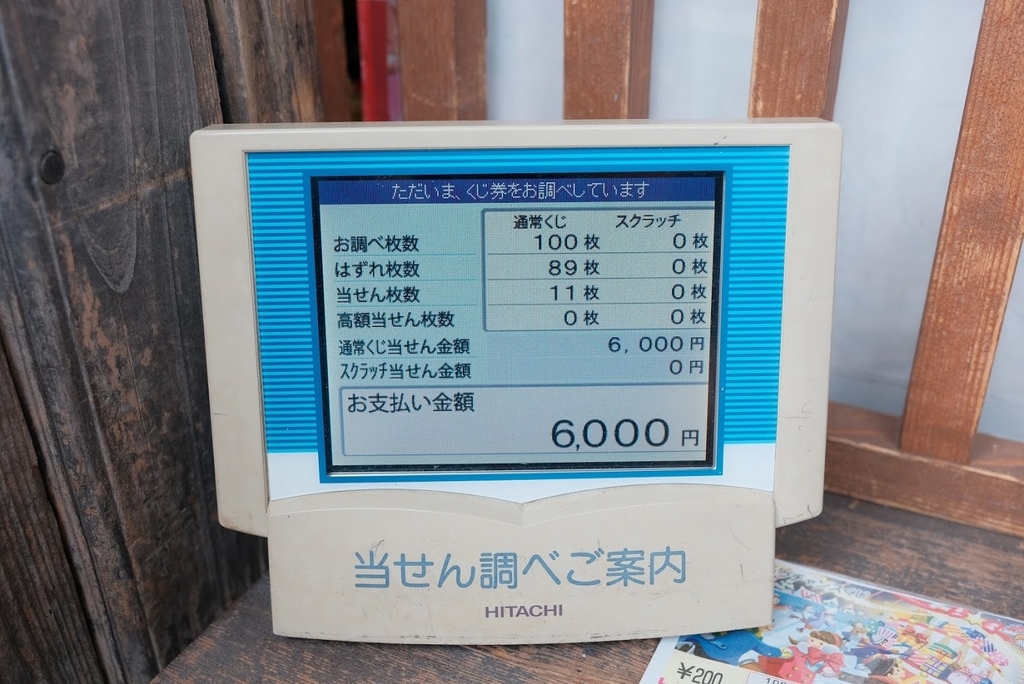 ただいま、くじ券をお調べしています
通常くじ スクラッチ
お調べ枚数 100枚 0枚
はずれ枚数 89枚 0枚
当せん枚数 11枚 0枚
高額当せん枚数 0枚 0枚
通常くじ当せん金額 6,000円
スクラッチ当せん金額 0円
お支払い金額
6,000円
当せん調べご案内
HITACHI
¥200